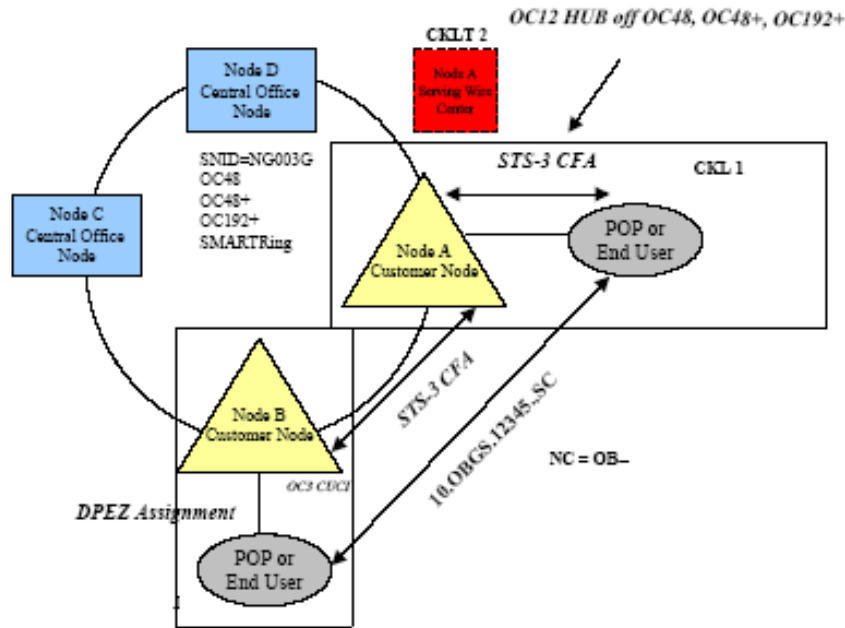 OC12 HUB off OC48, OC48+, OC192+
CKLT 2
Node D
Central Office
Node
Node A
Serving Wire
Center
SNID=NG003G
OC48
OC48+
OC192+
SMARTRing
STS-3 CFA
CKL 1
Node C
Central Office
Node
Node A
Customer Node
POP or
End User
STS-3 CFA
Node B
Customer Node
10.OBGS.12345.,SC
NC = OB--
OC3 CUCI
DPEZ Assignment
POP or
End User